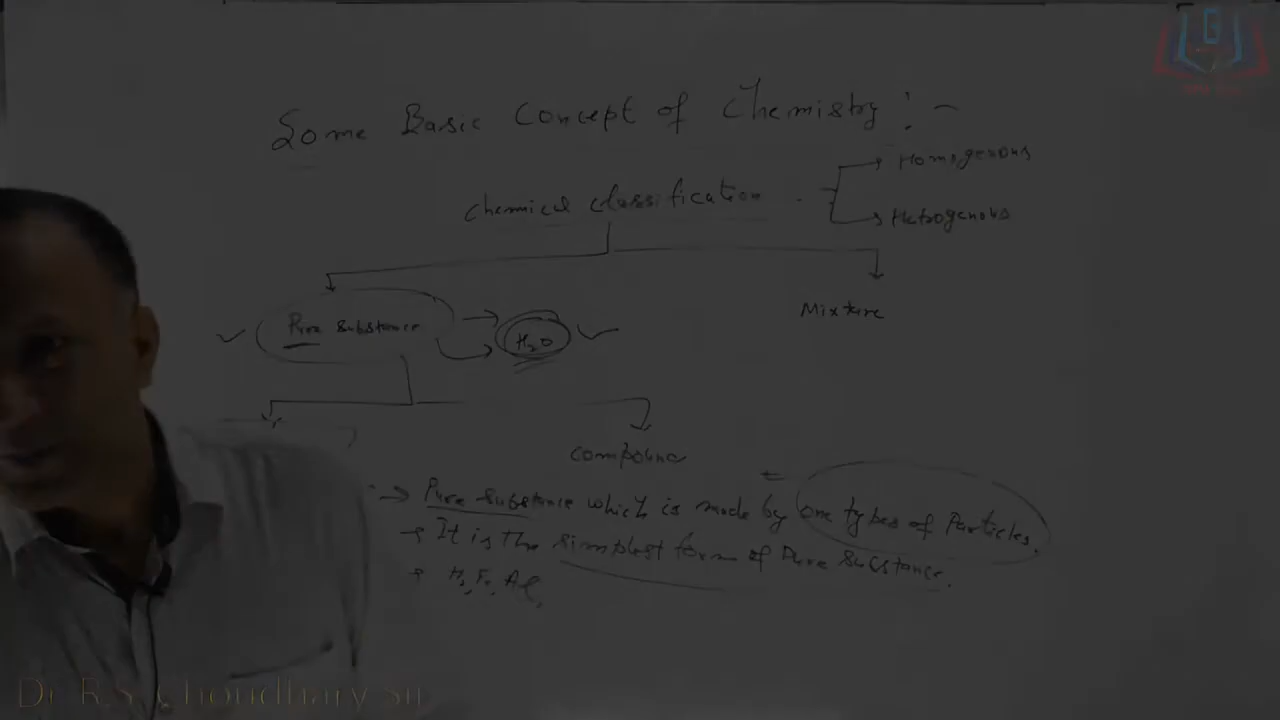 Some Basic Concept of Chemistry : -
Homogenous
chemical classification
Hetrogenous
Mixture
Pure substance
H2O
compound
→ Pure substance which is made by one types of Particles.
→ It is the simplest form of Pure substance.
→ H, Fe, Al,
Dr. R.S. Choudhary Sir